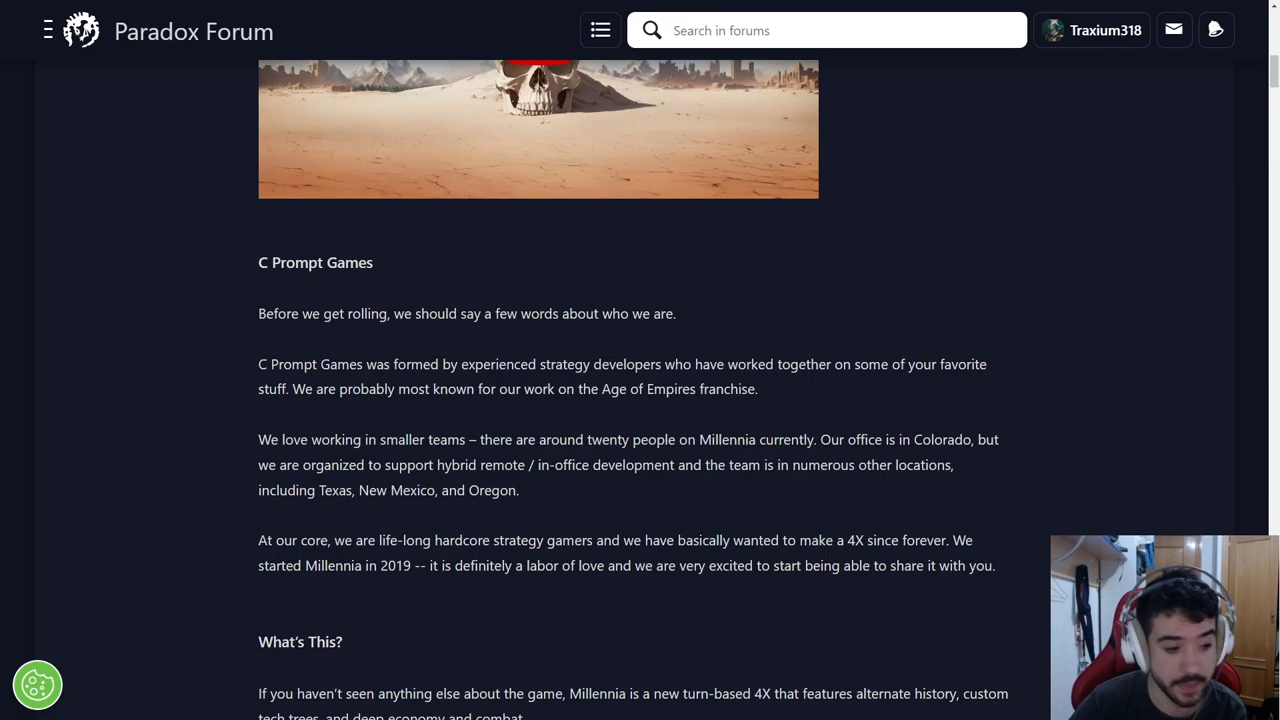 Paradox Forum
Search in forums
Traxium318
C Prompt Games
Before we get rolling, we should say a few words about who we are.
C Prompt Games was formed by experienced strategy developers who have worked together on some of your favorite
stuff. We are probably most known for our work on the Age of Empires franchise.
We love working in smaller teams – there are around twenty people on Millennia currently. Our office is in Colorado, but
we are organized to support hybrid remote / in-office development and the team is in numerous other locations,
including Texas, New Mexico, and Oregon.
At our core, we are life-long hardcore strategy gamers and we have basically wanted to make a 4X since forever. We
started Millennia in 2019 -- it is definitely a labor of love and we are very excited to start being able to share it with you.
What’s This?
If you haven’t seen anything else about the game, Millennia is a new turn-based 4X that features alternate history, custom
tech trees, and deep economy and combat.